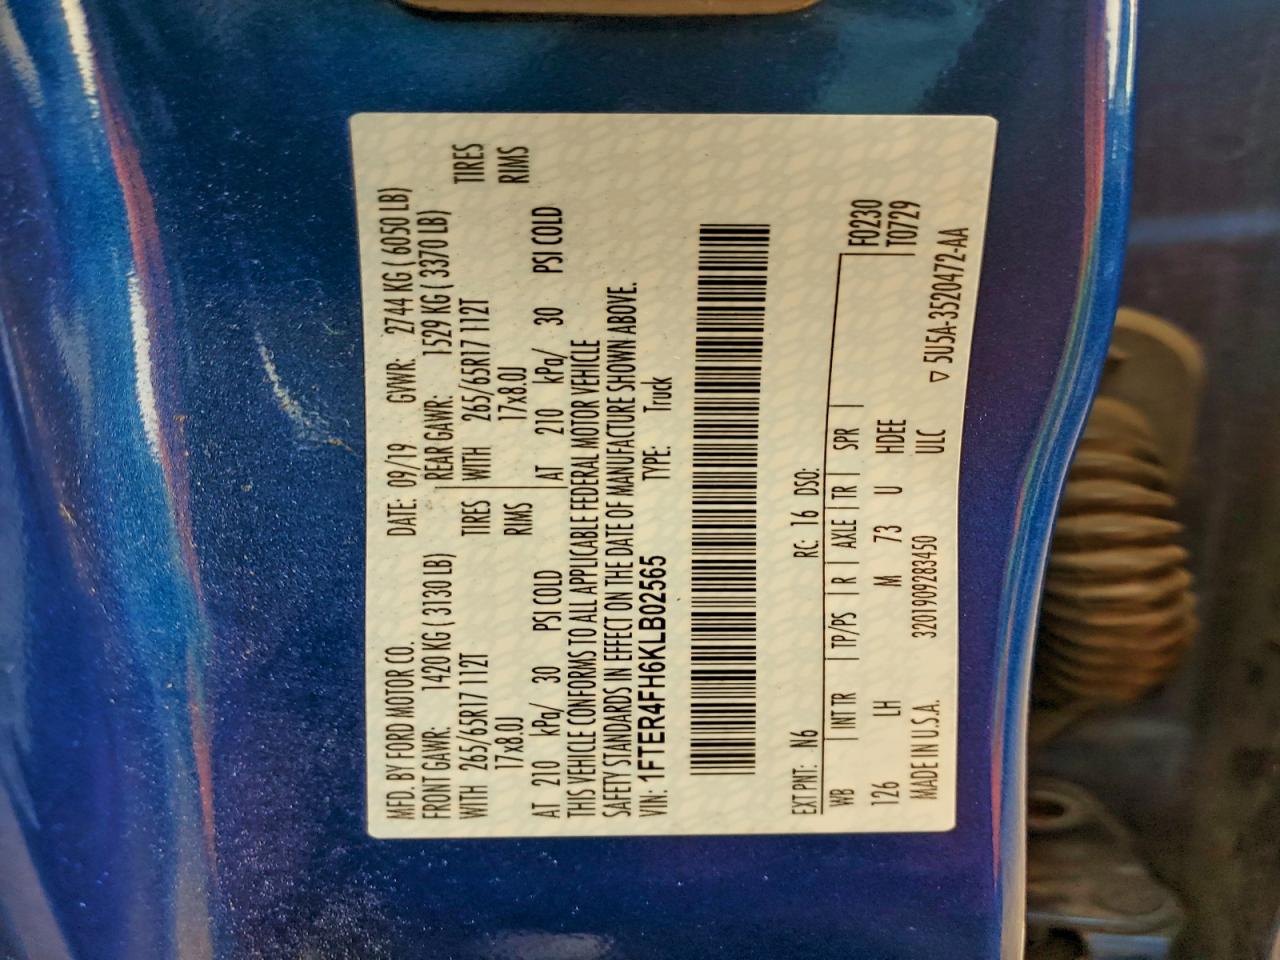 MFD. BY FORD MOTOR CO. DATE: 09/19 GVWR: 2744 KG ( 6050 LB)
FRONT GAWR: 1420 KG ( 3130 LB) REAR GAWR: 1529 KG ( 3370 LB)
WITH 265/65R17 112T TIRES WITH 265/65R17 112T TIRES
17x8.0J RIMS 17x8.0J RIMS
AT 210 kPa/ 30 PSI COLD AT 210 kPa/ 30 PSI COLD
THIS VEHICLE CONFORMS TO ALL APPLICABLE FEDERAL MOTOR VEHICLE
SAFETY STANDARDS IN EFFECT ON THE DATE OF MANUFACTURE SHOWN ABOVE.
VIN: 1FTER4FH6KLB02565 TYPE: Truck
EXT PNT: N6 RC: 16 DSO:
WB INT TR TP/PS R AXLE TR SPR F0230
126 LH M 73 U HDEE T0729
MADE IN U.S.A. 3201909283450 ULC ▽ 5U5A-3520472-AA